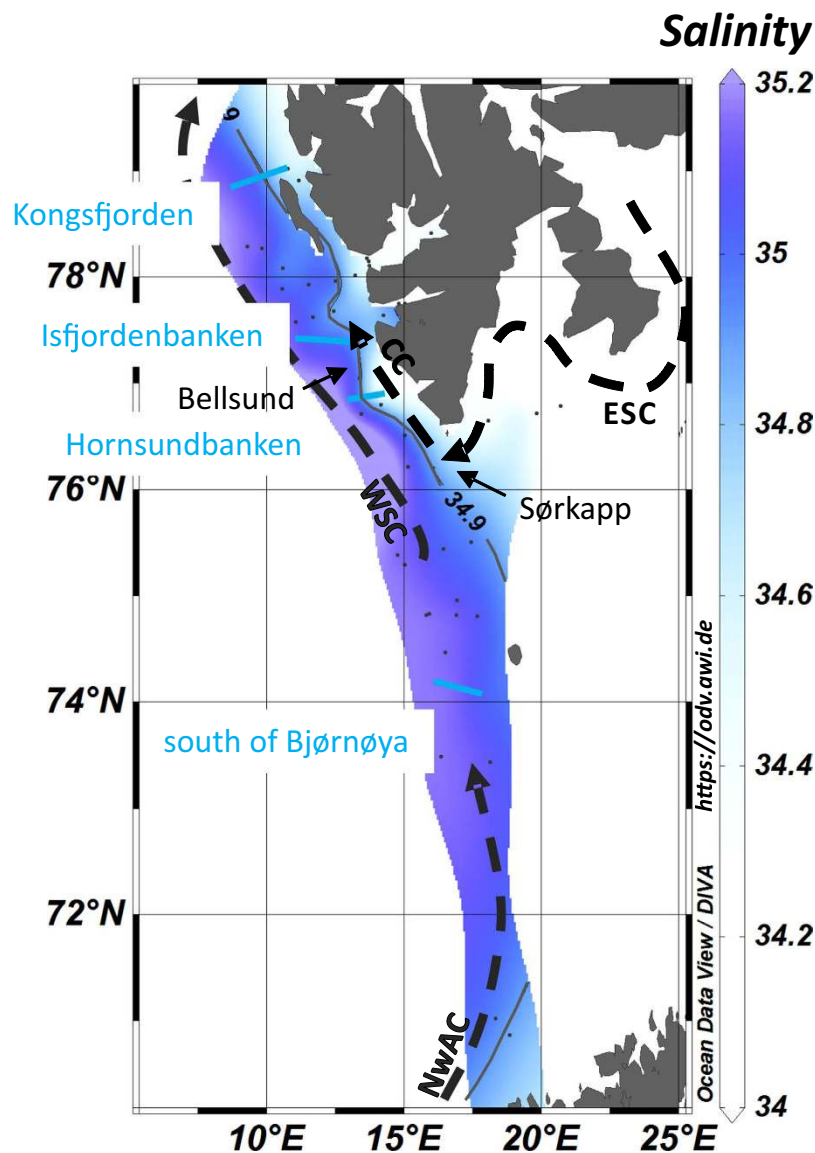 Salinity
35.2
35
34.8
34.6
34.4
34.2
34
9
Kongsfjorden
78°N
Isfjordenbanken
CC
Bellsund
ESC
Hornsundbanken
76°N
WSC
34.9
Sørkapp
74°N
south of Bjørnøya
72°N
NwAC
10°E
15°E
20°E
25°E
Ocean Data View / DIVA
https://odv.awi.de